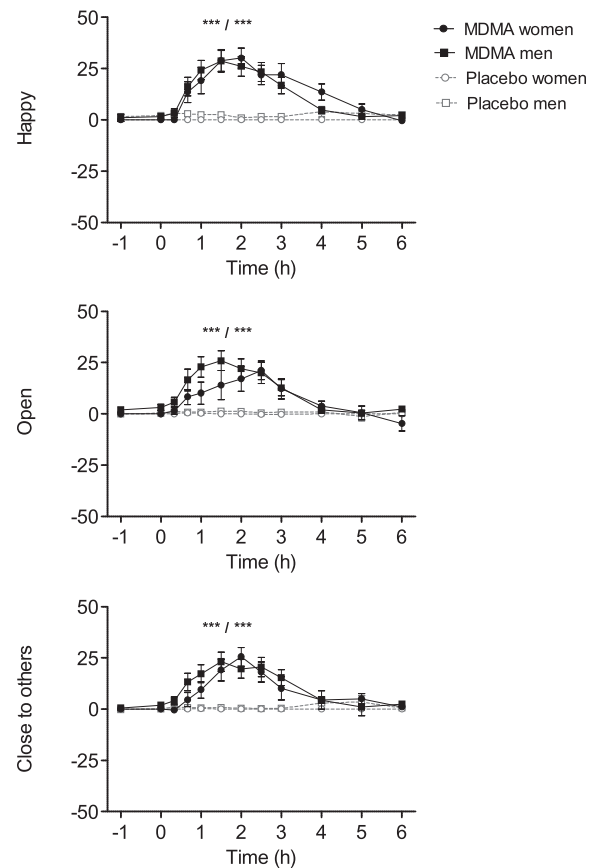 50
*** / ***
25
Happy
0
-25
-50
-1 0 1 2 3 4 5 6
Time (h)
MDMA women
MDMA men
Placebo women
Placebo men
50
*** / ***
25
Open
0
-25
-50
-1 0 1 2 3 4 5 6
Time (h)
50
*** / ***
25
Close to others
0
-25
-50
-1 0 1 2 3 4 5 6
Time (h)